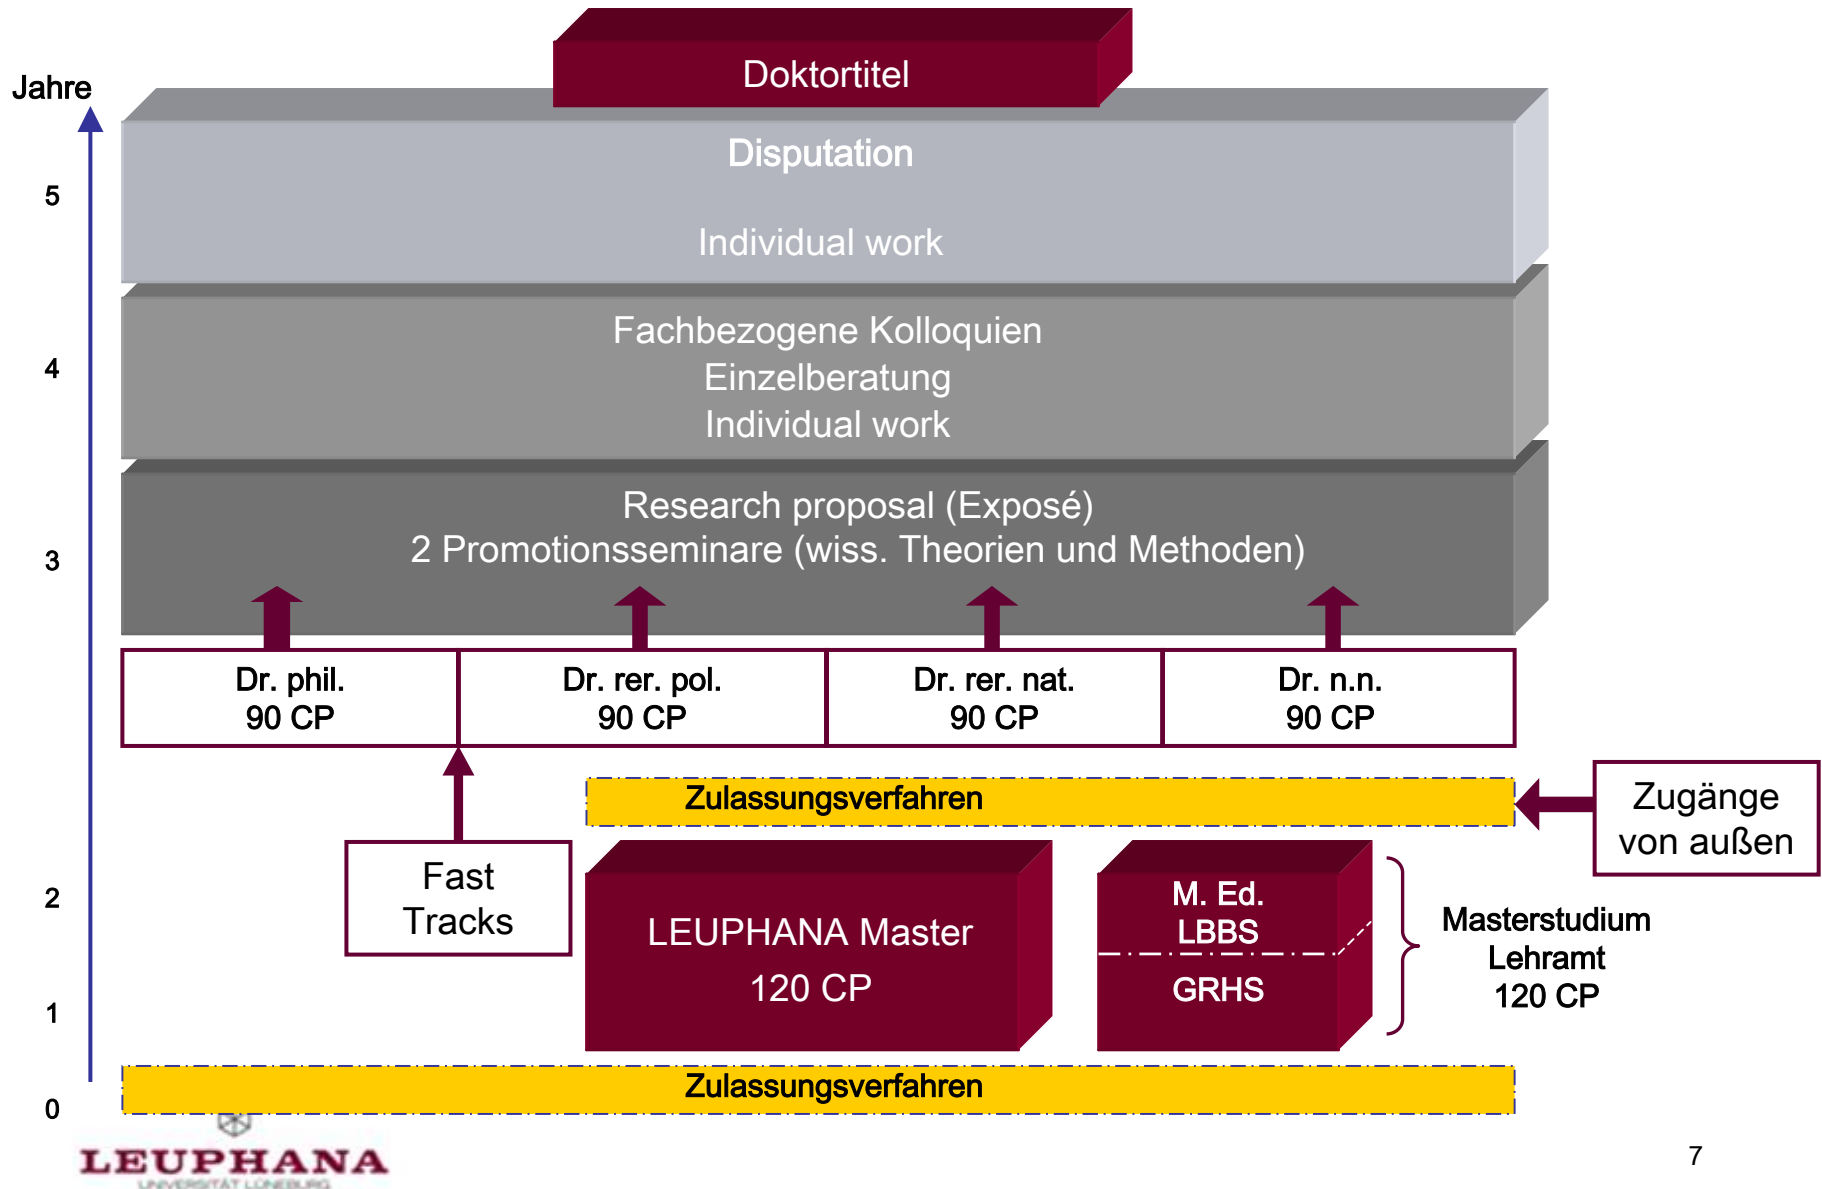 Doktortitel
Jahre
Disputation
5
Individual work
Fachbezogene Kolloquien
4
Einzelberatung
Individual work
Research proposal (Exposé)
2 Promotionsseminare (wiss. Theorien und Methoden)
3
Dr. phil.
90 CP
Dr. rer. pol.
90 CP
Dr. rer. nat.
90 CP
Dr. n.n.
90 CP
Zulassungsverfahren
Zugänge
von außen
Fast
Tracks
2
LEUPHANA Master
120 CP
M. Ed.
LBBS
GRHS
Masterstudium
Lehramt
120 CP
1
Zulassungsverfahren
0
LEUPHANA
UNIVERSITÄT LÜNEBURG
7